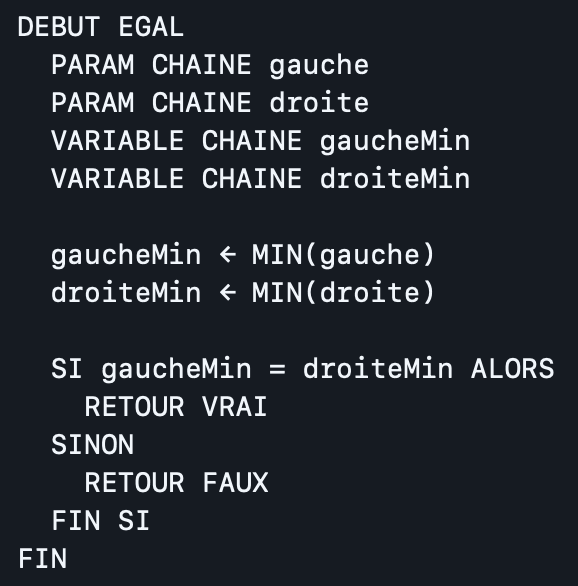 DEBUT EGAL
PARAM CHAINE gauche
PARAM CHAINE droite
VARIABLE CHAINE gaucheMin
VARIABLE CHAINE droiteMin
gaucheMin ← MIN(gauche)
droiteMin ← MIN(droite)
SI gaucheMin = droiteMin ALORS
RETOUR VRAI
SINON
RETOUR FAUX
FIN SI
FIN